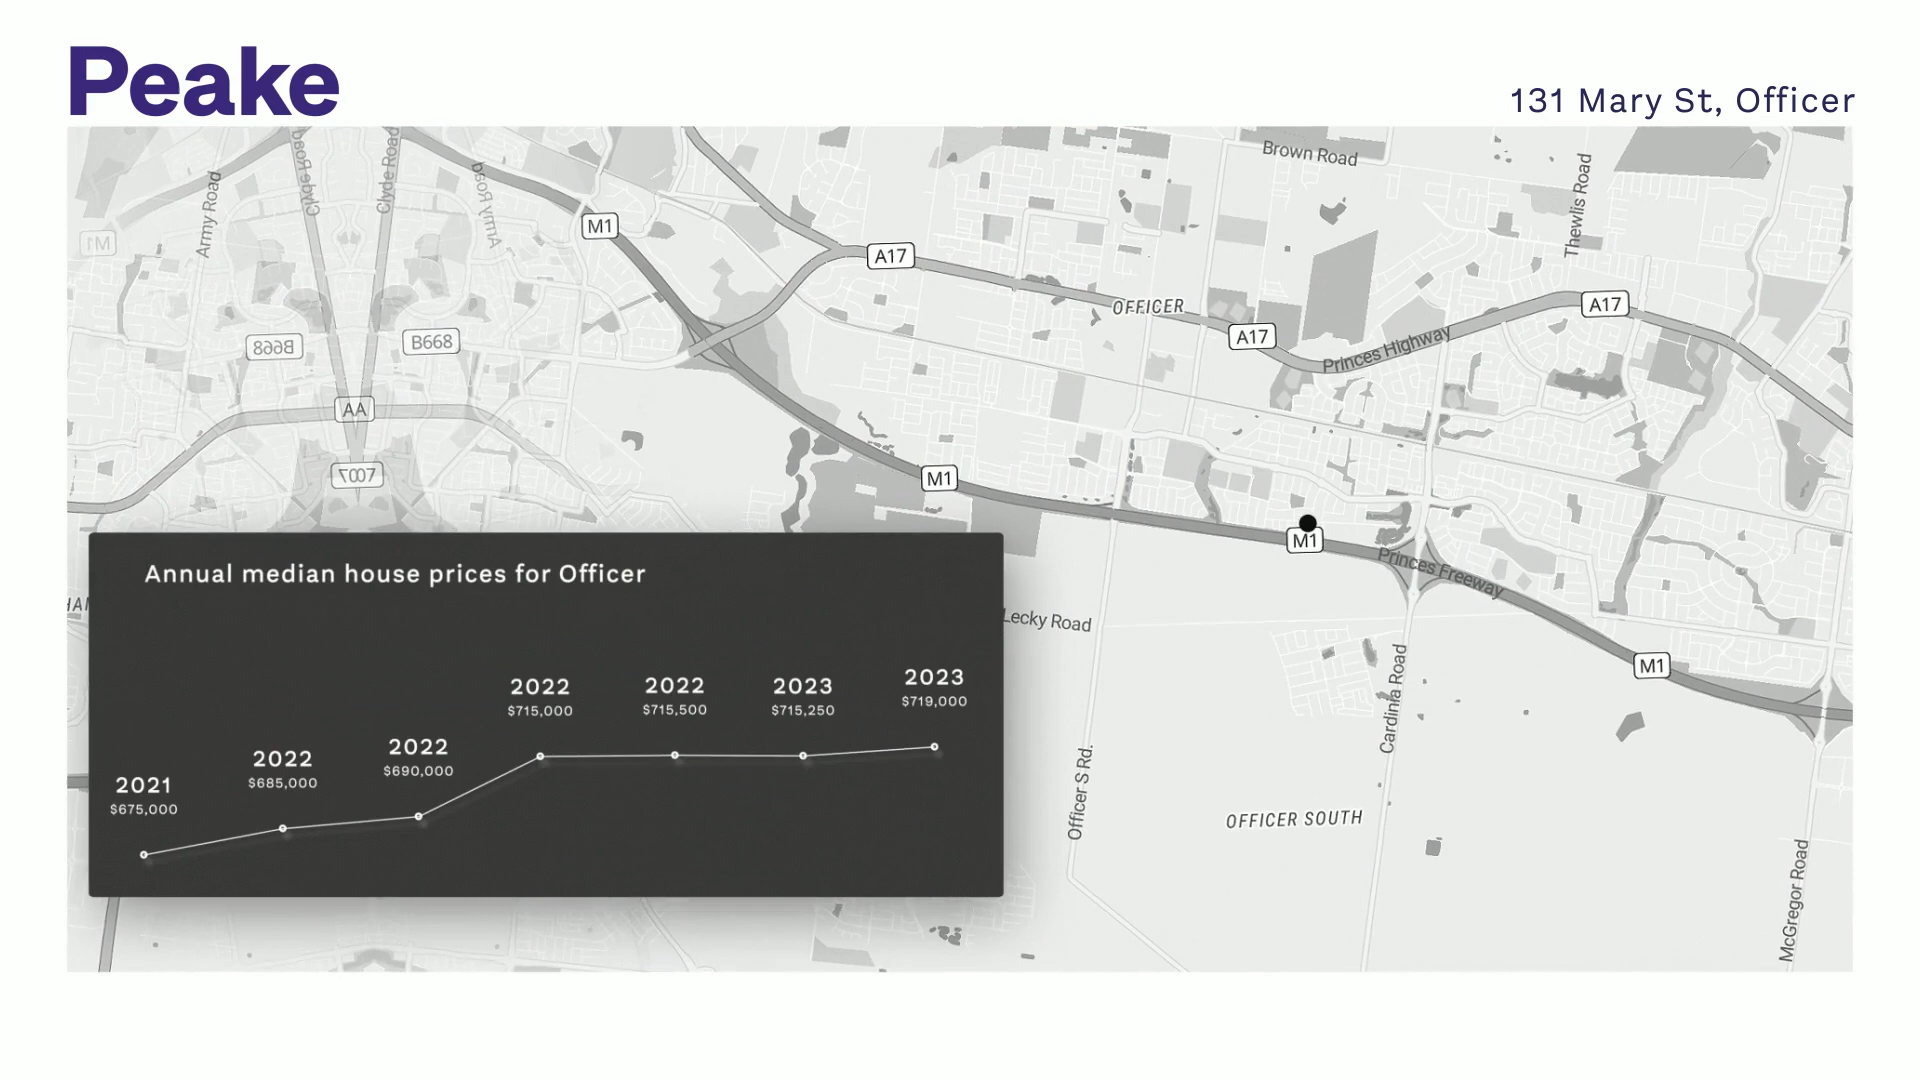 Peake
131 Mary St, Officer
Brown Road
Thewlis Road
Clyde Road
Clyde Road
Army Road
Army Road
M1
M1
A17
OFFICER
A17
A17
Princes Highway
B668
B668
AA
7007
M1
M1
Princes Freeway
M1
Lecky Road
Cardinia Road
Officer S Rd.
OFFICER SOUTH
McGregor Road
Annual median house prices for Officer
2021
$675,000
2022
$685,000
2022
$690,000
2022
$715,000
2022
$715,500
2023
$715,250
2023
$719,000